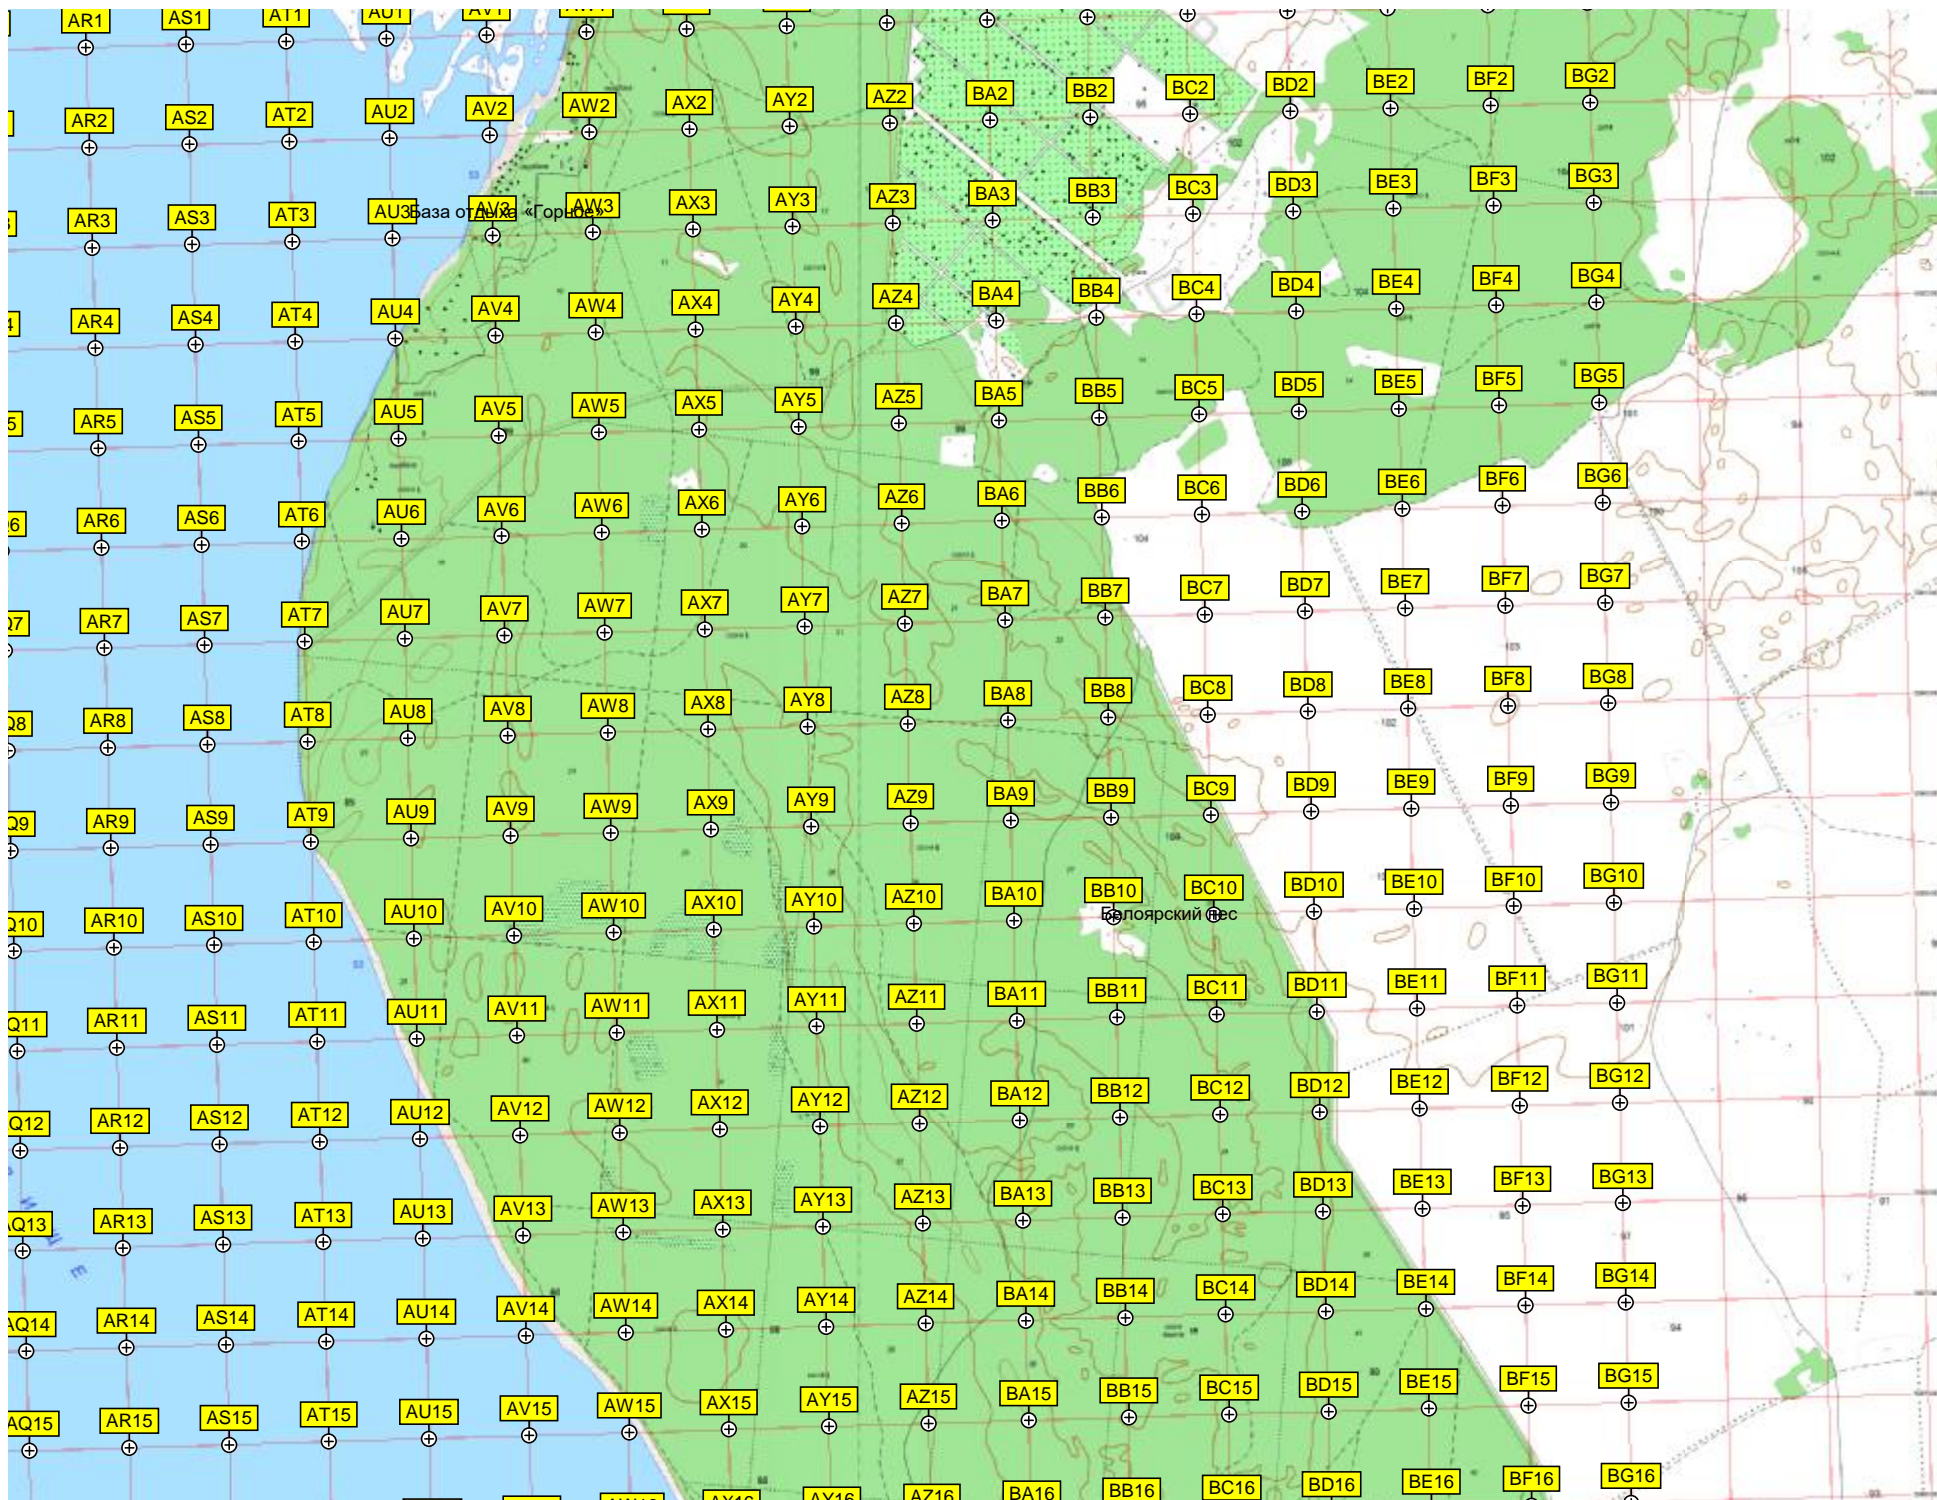 AR1 AS1 AT1 AU1 AV1
AR2 AS2 AT2 AU2 AV2 AW2 AX2 AY2 AZ2 BA2 BB2 BC2 BD2 BE2 BF2 BG2
AR3 AS3 AT3 AU3 AV3 AW3 AX3 AY3 AZ3 BA3 BB3 BC3 BD3 BE3 BF3 BG3
База отдыха «Горное»
AR4 AS4 AT4 AU4 AV4 AW4 AX4 AY4 AZ4 BA4 BB4 BC4 BD4 BE4 BF4 BG4
AR5 AS5 AT5 AU5 AV5 AW5 AX5 AY5 AZ5 BA5 BB5 BC5 BD5 BE5 BF5 BG5
AR6 AS6 AT6 AU6 AV6 AW6 AX6 AY6 AZ6 BA6 BB6 BC6 BD6 BE6 BF6 BG6
Q7 AR7 AS7 AT7 AU7 AV7 AW7 AX7 AY7 AZ7 BA7 BB7 BC7 BD7 BE7 BF7 BG7
Q8 AR8 AS8 AT8 AU8 AV8 AW8 AX8 AY8 AZ8 BA8 BB8 BC8 BD8 BE8 BF8 BG8
Q9 AR9 AS9 AT9 AU9 AV9 AW9 AX9 AY9 AZ9 BA9 BB9 BC9 BD9 BE9 BF9 BG9
Q10 AR10 AS10 AT10 AU10 AV10 AW10 AX10 AY10 AZ10 BA10 BB10 BC10 BD10 BE10 BF10 BG10
Белоярский лес
Q11 AR11 AS11 AT11 AU11 AV11 AW11 AX11 AY11 AZ11 BA11 BB11 BC11 BD11 BE11 BF11 BG11
Q12 AR12 AS12 AT12 AU12 AV12 AW12 AX12 AY12 AZ12 BA12 BB12 BC12 BD12 BE12 BF12 BG12
AQ13 AR13 AS13 AT13 AU13 AV13 AW13 AX13 AY13 AZ13 BA13 BB13 BC13 BD13 BE13 BF13 BG13
AQ14 AR14 AS14 AT14 AU14 AV14 AW14 AX14 AY14 AZ14 BA14 BB14 BC14 BD14 BE14 BF14 BG14
AQ15 AR15 AS15 AT15 AU15 AV15 AW15 AX15 AY15 AZ15 BA15 BB15 BC15 BD15 BE15 BF15 BG15
AX16 AY16 AZ16 BA16 BB16 BC16 BD16 BE16 BF16 BG16